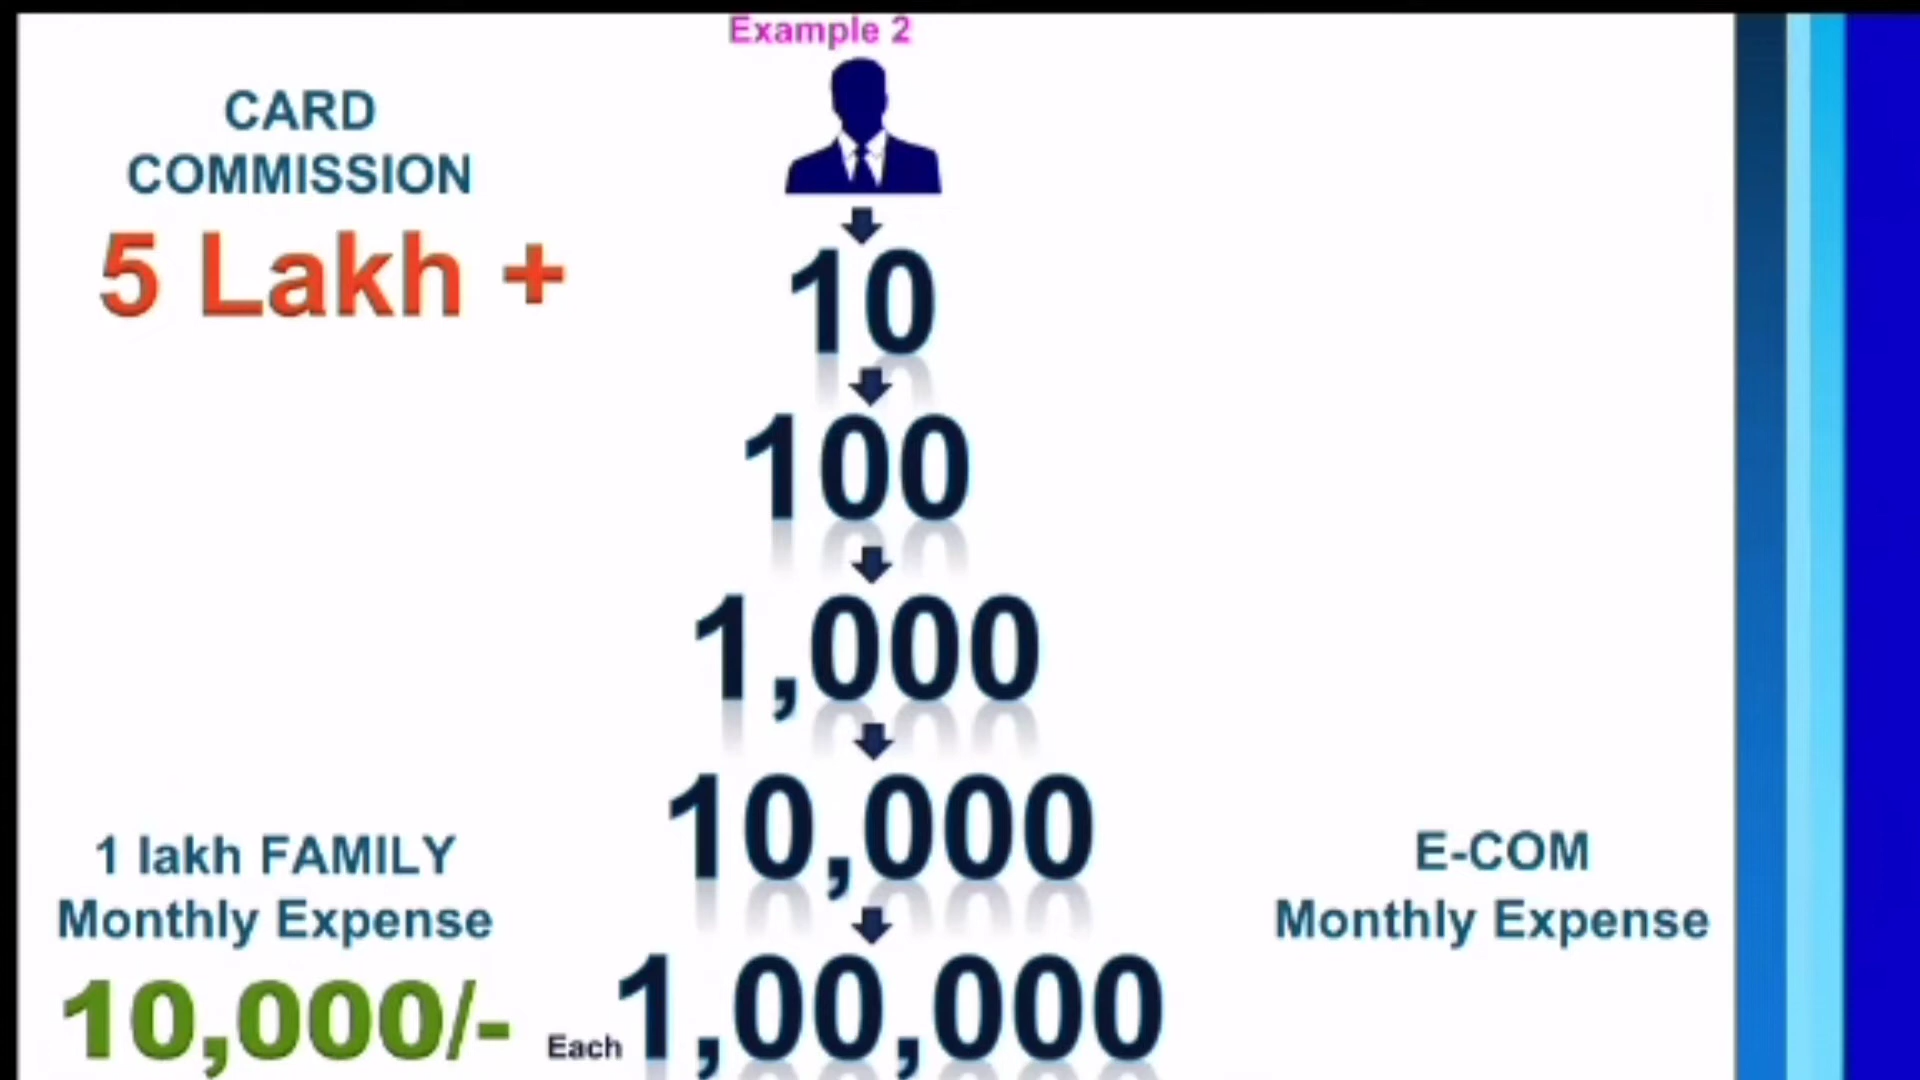 Example 2
CARD
COMMISSION
5 Lakh +
10
100
1,000
10,000
1 lakh FAMILY
Monthly Expense
10,000/-
Each
1,00,000
E-COM
Monthly Expense